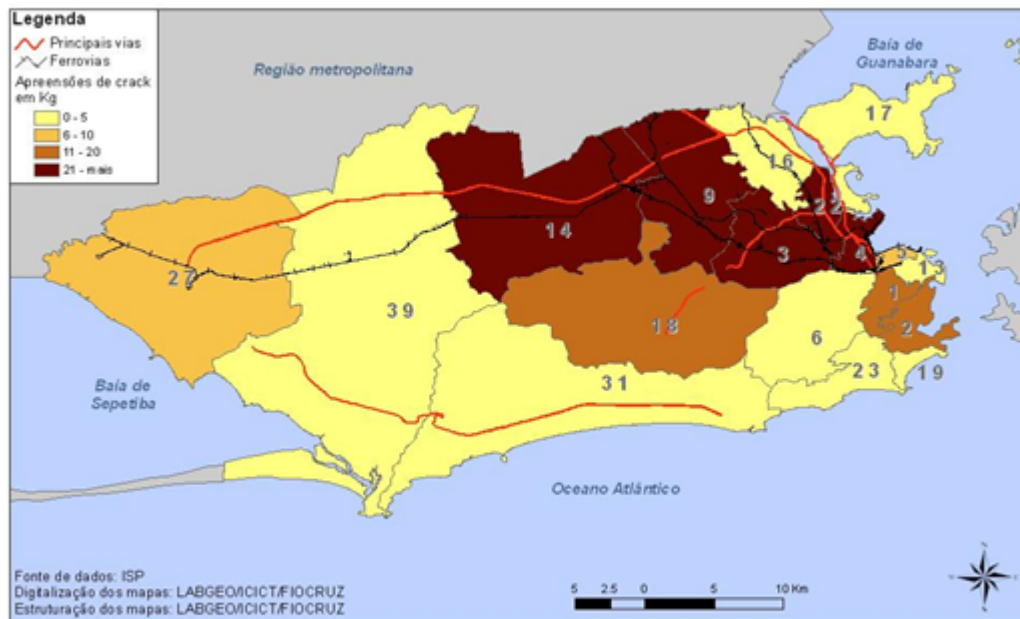 Legenda
Principais vias
Ferrovias
Apreensões de crack
em Kg
0 - 5
6 - 10
11 - 20
21 - mais
Região metropolitana
Baía de
Guanabara
17
16
9
22
14
3
4
5
13
27
1
39
18
2
6
31
23
19
Baía de
Sepetiba
Oceano Atlântico
Fonte de dados: ISP
Digitalização dos mapas: LABGEO/ICICT/FIOCRUZ
Estruturação dos mapas: LABGEO/ICICT/FIOCRUZ
5 2.5 0 5 10 Km